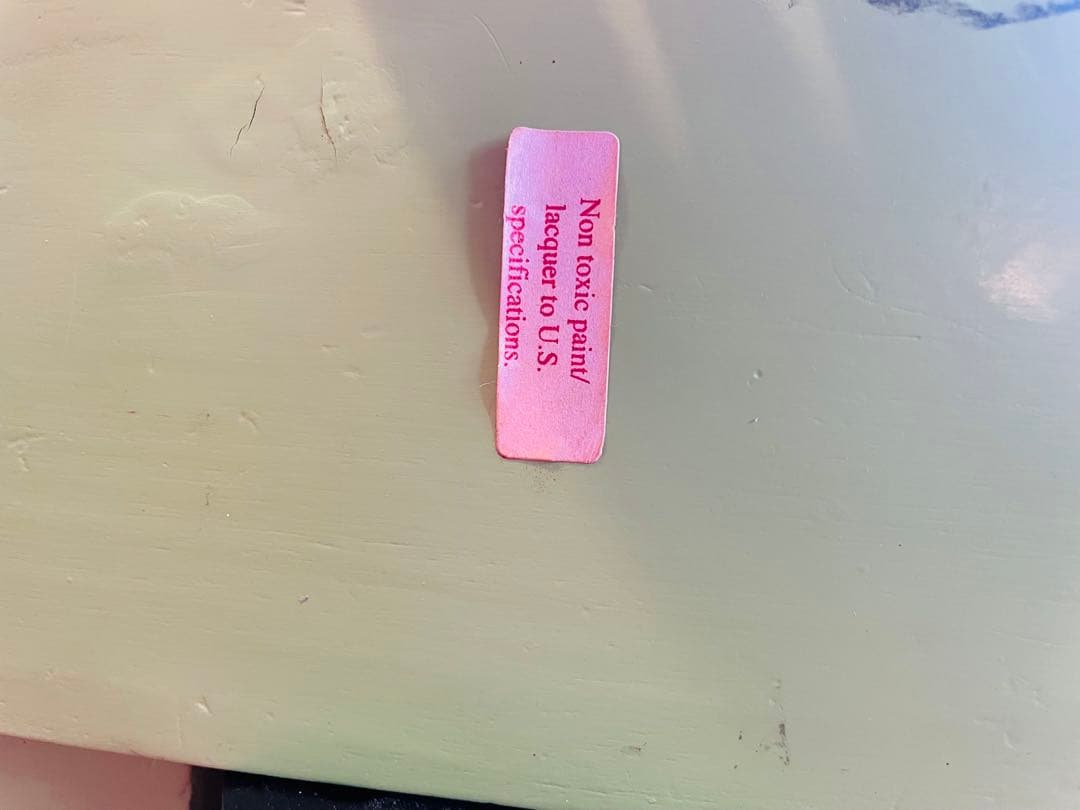 Non toxic paint/
lacquer to U.S.
specifications.